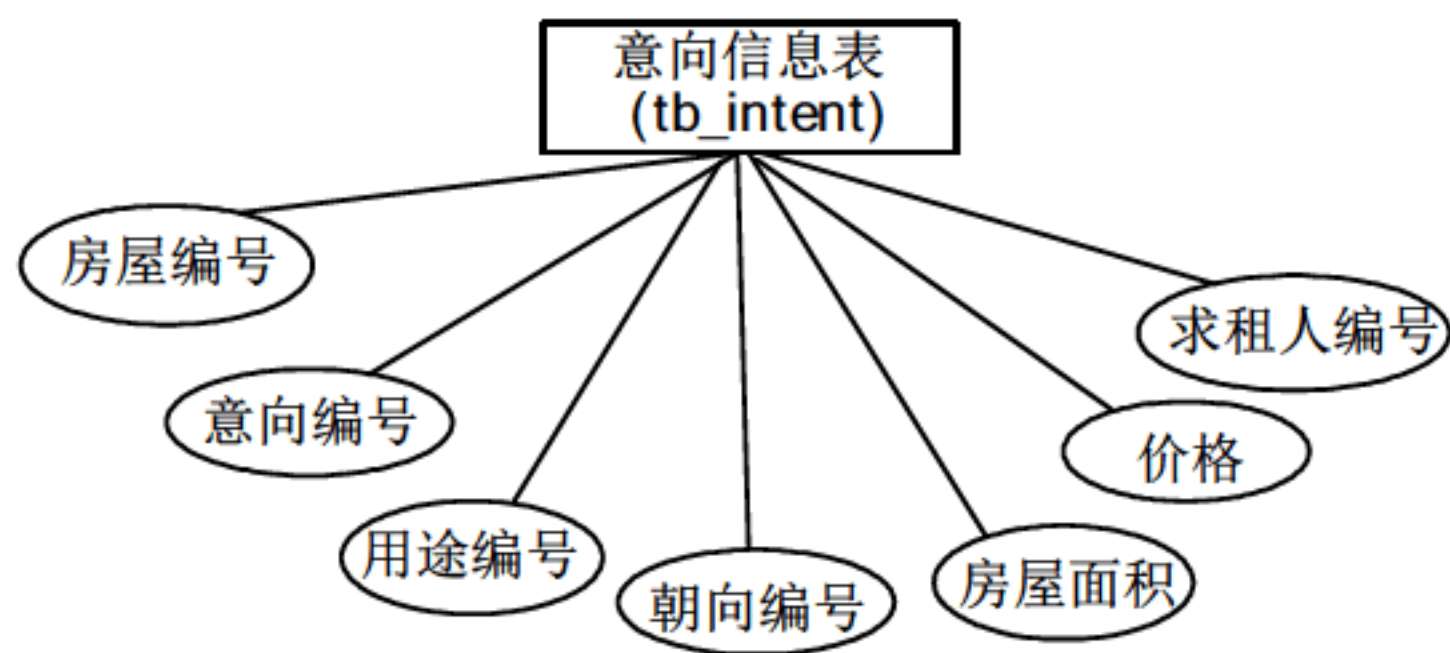 意向信息表
(tb_intent)
房屋编号
意向编号
用途编号
朝向编号
房屋面积
价格
求租人编号